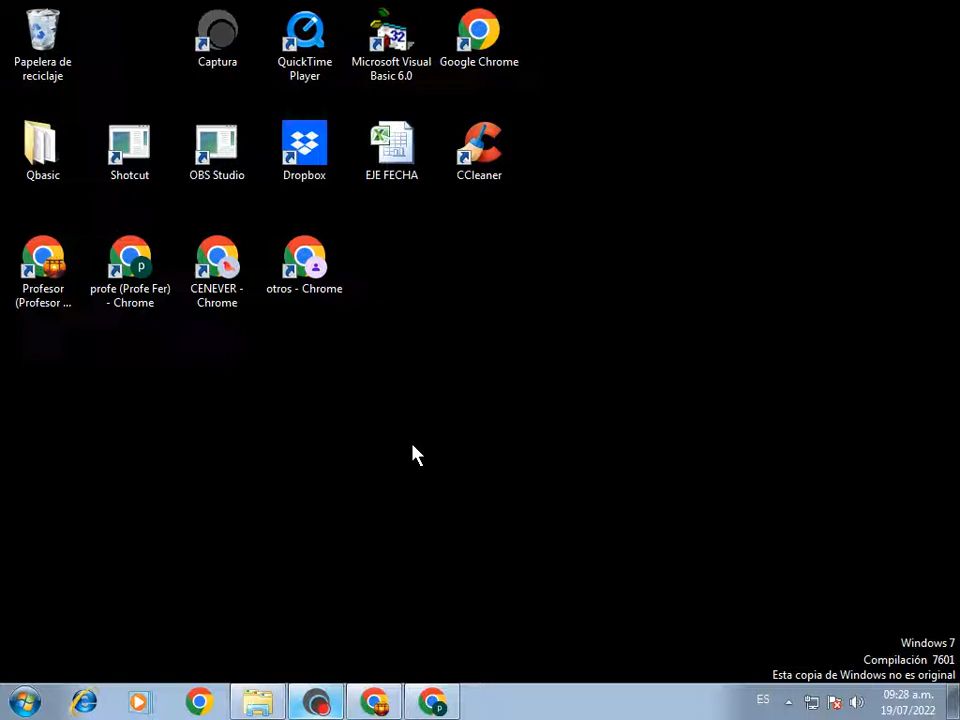 Papelera de
reciclaje
Captura
QuickTime
Player
Microsoft Visual
Basic 6.0
32
Google Chrome
Qbasic
Shotcut
OBS Studio
Dropbox
EJE FECHA
CCleaner
Profesor
(Profesor ...
p
profe (Profe Fer)
- Chrome
CENEVER -
Chrome
otros - Chrome
Windows 7
Compilación 7601
Esta copia de Windows no es original
p
ES
09:28 a.m.
19/07/2022